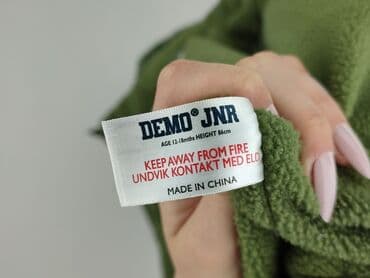 DEMO® JNR
AGE 12-18mths HEIGHT 86cm
KEEP AWAY FROM FIRE
UNDVIK KONTAKT MED ELD
MADE IN CHINA